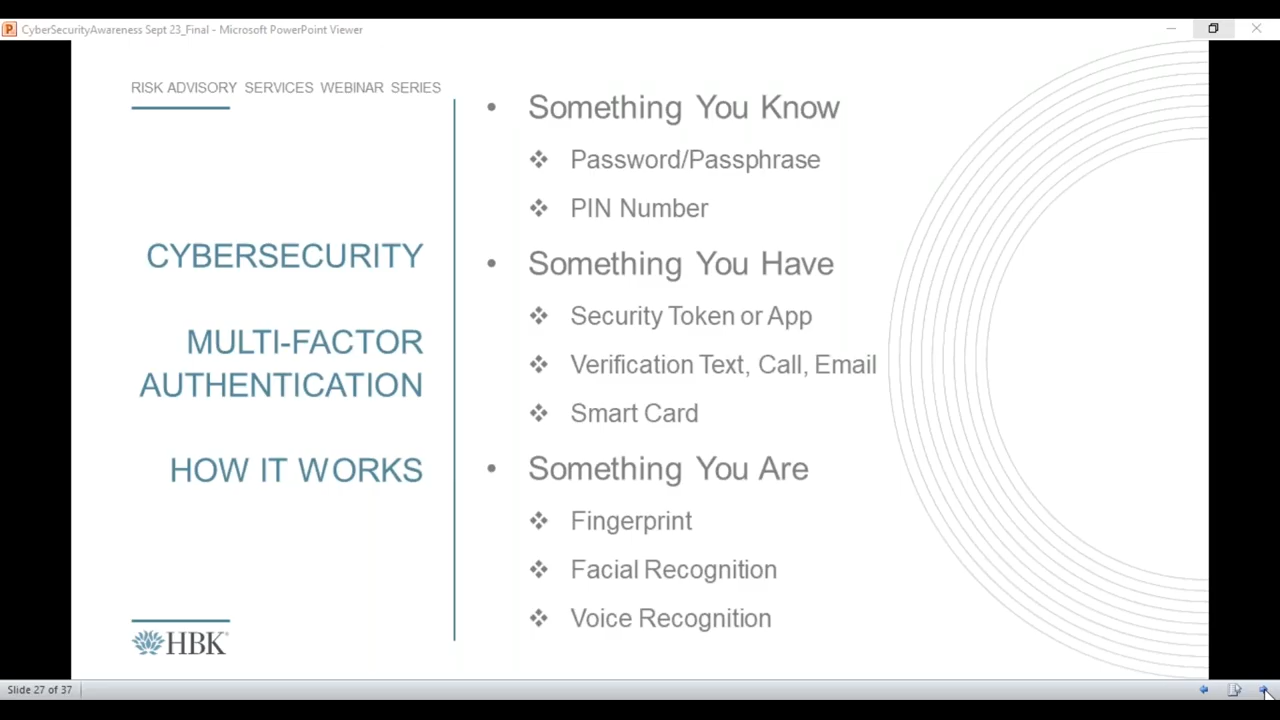 CyberSecurityAwareness Sept 23_Final - Microsoft PowerPoint Viewer
RISK ADVISORY SERVICES WEBINAR SERIES
CYBERSECURITY
MULTI-FACTOR
AUTHENTICATION
HOW IT WORKS
HBK
• Something You Know
❖ Password/Passphrase
❖ PIN Number
• Something You Have
❖ Security Token or App
❖ Verification Text, Call, Email
❖ Smart Card
• Something You Are
❖ Fingerprint
❖ Facial Recognition
❖ Voice Recognition
Slide 27 of 37